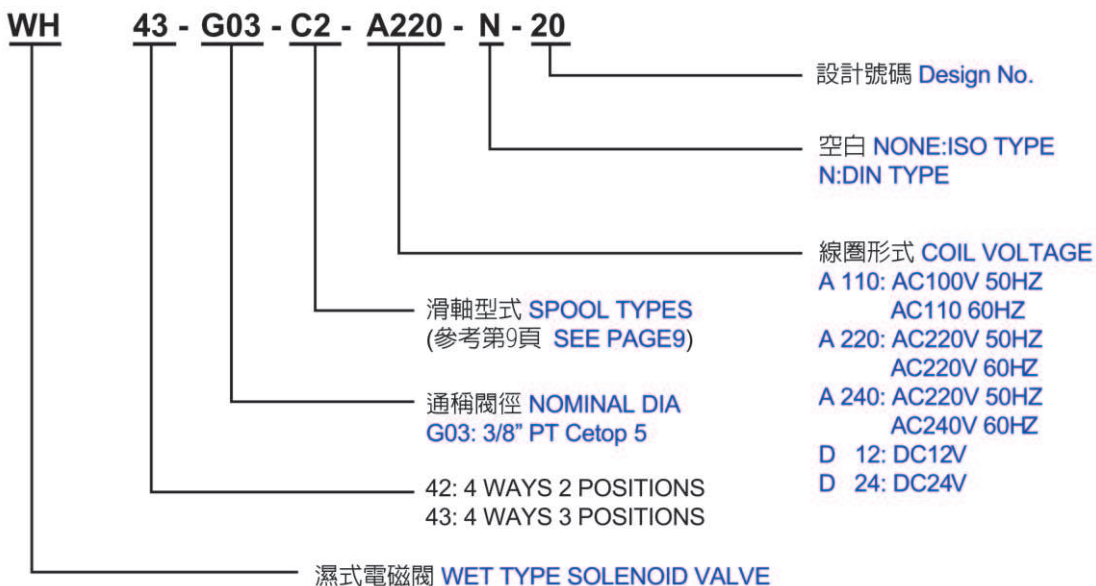 WH 43 - G03 - C2 - A220 - N - 20
設計號碼 Design No.
空白 NONE:ISO TYPE
N:DIN TYPE
線圈形式 COIL VOLTAGE
A 110: AC100V 50HZ
AC110 60HZ
A 220: AC220V 50HZ
AC220V 60HZ
A 240: AC220V 50HZ
AC240V 60HZ
D 12: DC12V
D 24: DC24V
滑軸型式 SPOOL TYPES
(參考第9頁 SEE PAGE9)
通稱閥徑 NOMINAL DIA
G03: 3/8” PT Cetop 5
42: 4 WAYS 2 POSITIONS
43: 4 WAYS 3 POSITIONS
濕式電磁閥 WET TYPE SOLENOID VALVE